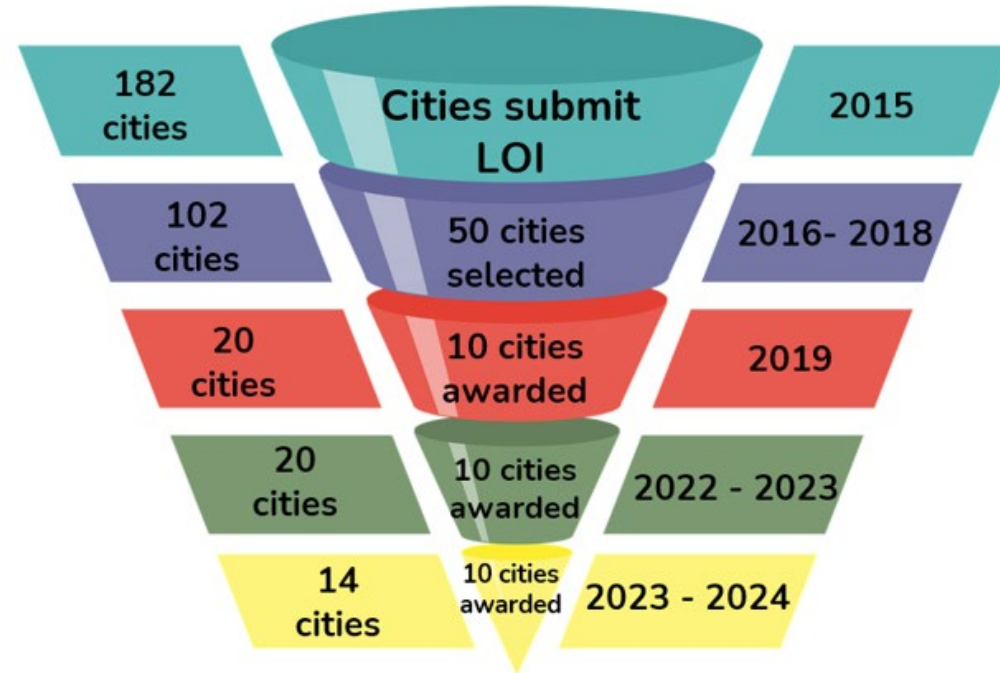 182
cities
Cities submit
LOI
2015
102
cities
50 cities
selected
2016- 2018
20
cities
10 cities
awarded
2019
20
cities
10 cities
awarded
2022 - 2023
14
cities
10 cities
awarded
2023 - 2024